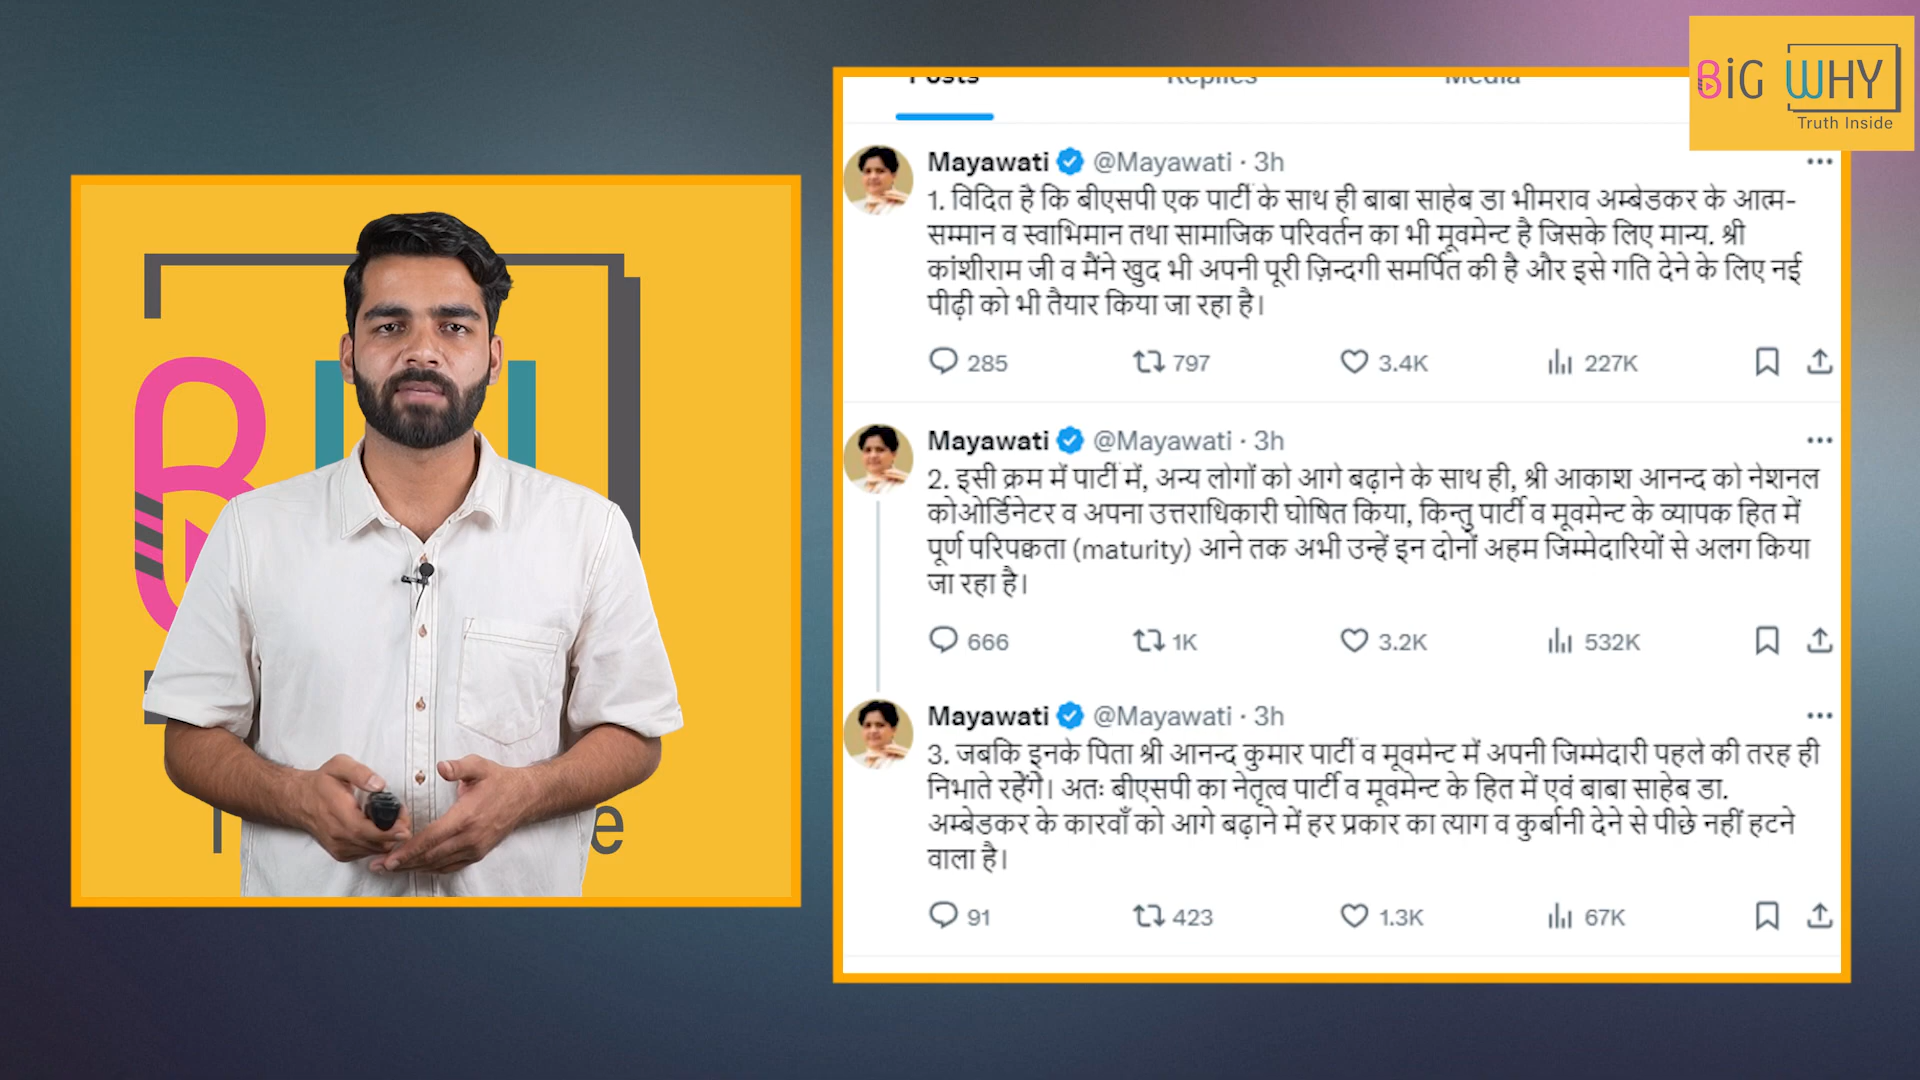 Posts Replies Media
BiG WHY
Truth Inside
Mayawati @Mayawati · 3h
1. विदित है कि बीएसपी एक पार्टी के साथ ही बाबा साहेब डा भीमराव अम्बेडकर के आत्म-
सम्मान व स्वाभिमान तथा सामाजिक परिवर्तन का भी मूवमेन्ट है जिसके लिए मान्य. श्री
कांशीराम जी व मैंने खुद भी अपनी पूरी ज़िन्दगी समर्पित की है और इसे गति देने के लिए नई
पीढ़ी को भी तैयार किया जा रहा है।
285 797 3.4K 227K
Mayawati @Mayawati · 3h
2. इसी क्रम में पार्टी में, अन्य लोगों को आगे बढ़ाने के साथ ही, श्री आकाश आनन्द को नेशनल
कोओर्डिनेटर व अपना उत्तराधिकारी घोषित किया, किन्तु पार्टी व मूवमेन्ट के व्यापक हित में
पूर्ण परिपक्वता (maturity) आने तक अभी उन्हें इन दोनों अहम जिम्मेदारियों से अलग किया
जा रहा है।
666 1K 3.2K 532K
Mayawati @Mayawati · 3h
3. जबकि इनके पिता श्री आनन्द कुमार पार्टी व मूवमेन्ट में अपनी जिम्मेदारी पहले की तरह ही
निभाते रहेंगे। अतः बीएसपी का नेतृत्व पार्टी व मूवमेन्ट के हित में एवं बाबा साहेब डा.
अम्बेडकर के कारवाँ को आगे बढ़ाने में हर प्रकार का त्याग व कुर्बानी देने से पीछे नहीं हटने
वाला है।
91 423 1.3K 67K